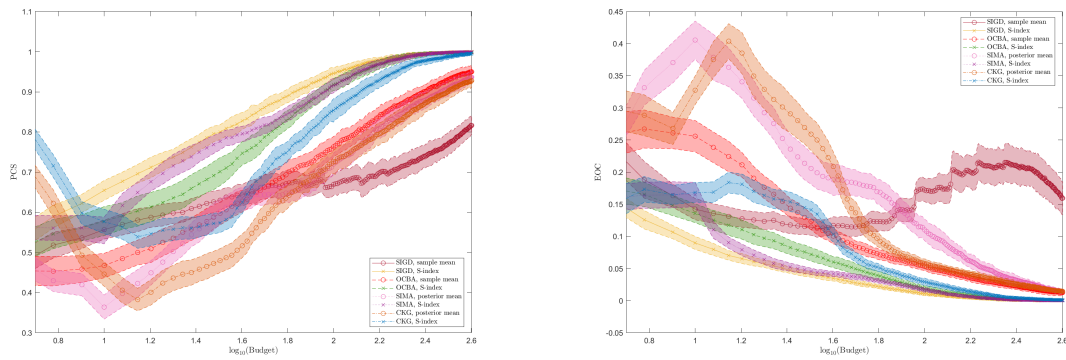 1.1
1
0.9
0.8
0.7
0.6
0.5
0.4
0.3
PCS
0.8 1 1.2 1.4 1.6 1.8 2 2.2 2.4 2.6
log₁₀(Budget)
SIGD, sample mean
SIGD, S-index
OCBA, sample mean
OCBA, S-index
SIMA, posterior mean
SIMA, S-index
CKG, posterior mean
CKG, S-index
0.45
0.4
0.35
0.3
0.25
0.2
0.15
0.1
0.05
0
-0.05
EOC
0.8 1 1.2 1.4 1.6 1.8 2 2.2 2.4 2.6
log₁₀(Budget)
SIGD, sample mean
SIGD, S-index
OCBA, sample mean
OCBA, S-index
SIMA, posterior mean
SIMA, S-index
CKG, posterior mean
CKG, S-index